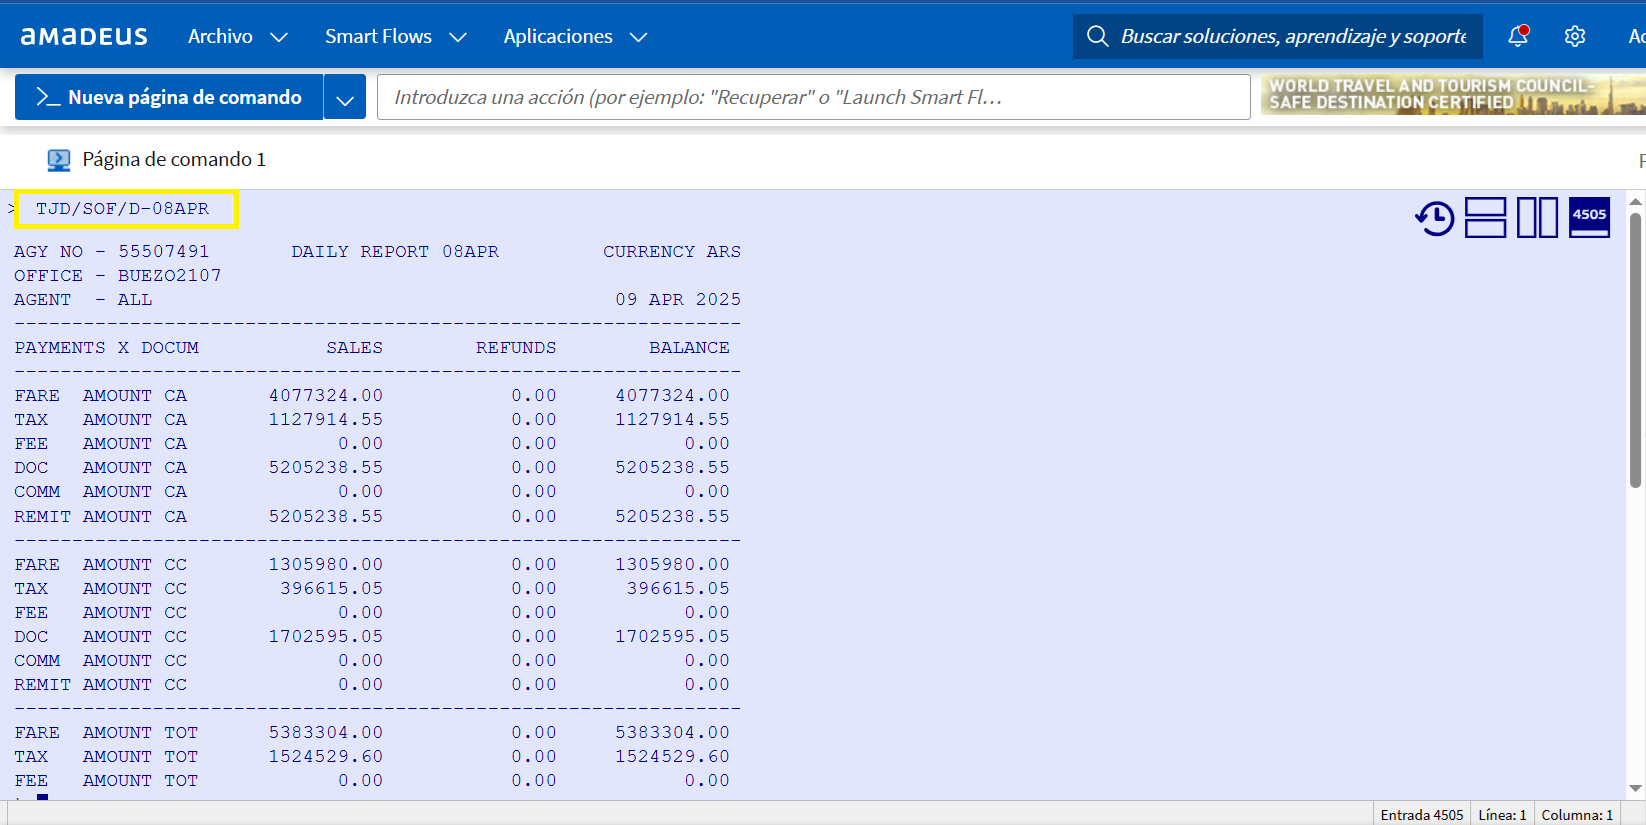 amadeus Archivo Smart Flows Aplicaciones Buscar soluciones, aprendizaje y soporte
Nueva página de comando Introduzca una acción (por ejemplo: "Recuperar" o "Launch Smart Fl...
WORLD TRAVEL AND TOURISM COUNCIL-
SAFE DESTINATION CERTIFIED
Página de comando 1
> TJD/SOF/D-08APR
4505
AGY NO - 55507491 DAILY REPORT 08APR CURRENCY ARS
OFFICE - BUEZO2107
AGENT - ALL 09 APR 2025
---------------------------------------------------------------
PAYMENTS X DOCUM SALES REFUNDS BALANCE
---------------------------------------------------------------
FARE AMOUNT CA 4077324.00 0.00 4077324.00
TAX AMOUNT CA 1127914.55 0.00 1127914.55
FEE AMOUNT CA 0.00 0.00 0.00
DOC AMOUNT CA 5205238.55 0.00 5205238.55
COMM AMOUNT CA 0.00 0.00 0.00
REMIT AMOUNT CA 5205238.55 0.00 5205238.55
---------------------------------------------------------------
FARE AMOUNT CC 1305980.00 0.00 1305980.00
TAX AMOUNT CC 396615.05 0.00 396615.05
FEE AMOUNT CC 0.00 0.00 0.00
DOC AMOUNT CC 1702595.05 0.00 1702595.05
COMM AMOUNT CC 0.00 0.00 0.00
REMIT AMOUNT CC 0.00 0.00 0.00
---------------------------------------------------------------
FARE AMOUNT TOT 5383304.00 0.00 5383304.00
TAX AMOUNT TOT 1524529.60 0.00 1524529.60
FEE AMOUNT TOT 0.00 0.00 0.00
Entrada 4505 Línea: 1 Columna: 1